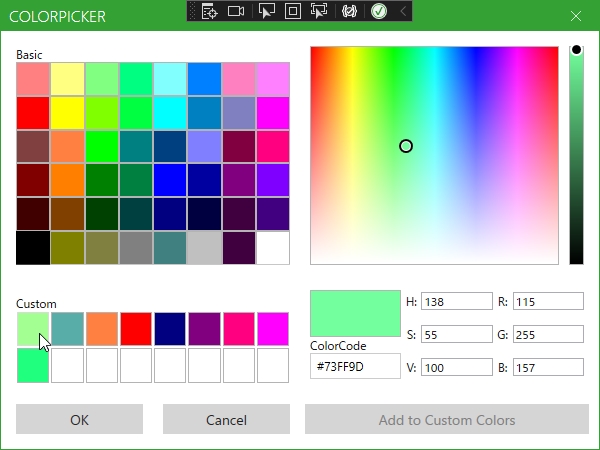 COLORPICKER
Basic
Custom
H: 138 R: 115
S: 55 G: 255
ColorCode
#73FF9D V: 100 B: 157
OK Cancel Add to Custom Colors